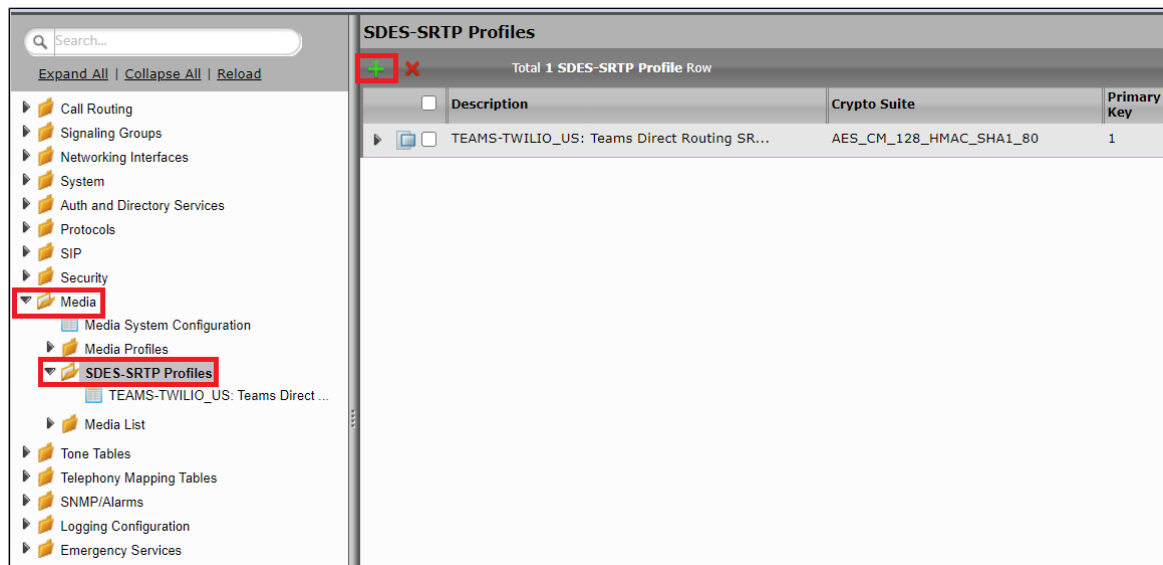 Search...
Expand All | Collapse All | Reload
Call Routing
Signaling Groups
Networking Interfaces
System
Auth and Directory Services
Protocols
SIP
Security
Media
Media System Configuration
Media Profiles
SDES-SRTP Profiles
TEAMS-TWILIO_US: Teams Direct ...
Media List
Tone Tables
Telephony Mapping Tables
SNMP/Alarms
Logging Configuration
Emergency Services
SDES-SRTP Profiles
Total 1 SDES-SRTP Profile Row
Description Crypto Suite Primary
Key
TEAMS-TWILIO_US: Teams Direct Routing SR... AES_CM_128_HMAC_SHA1_80 1